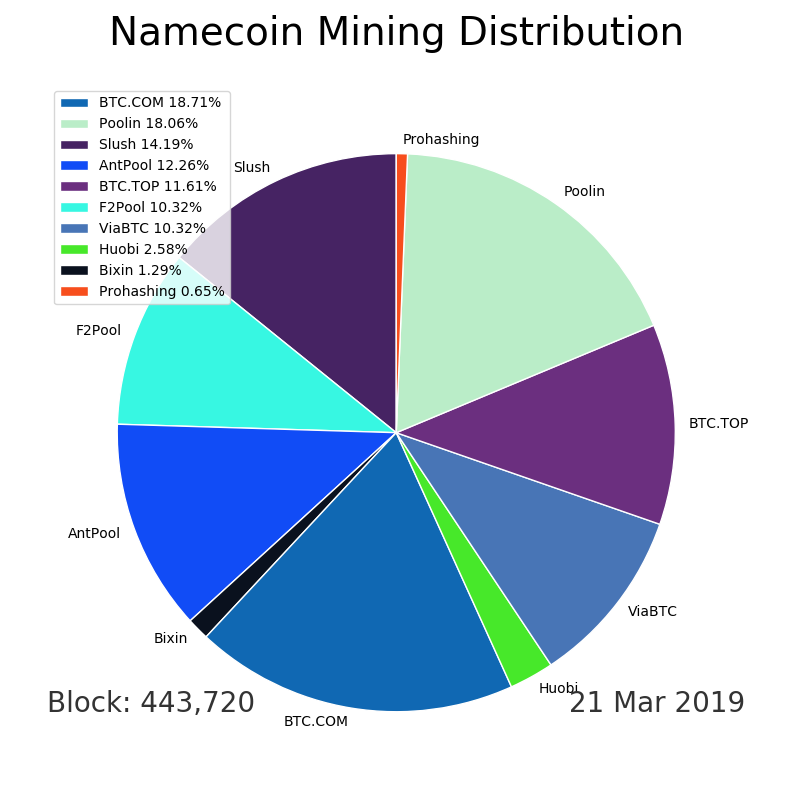 Namecoin Mining Distribution
BTC.COM 18.71%
Poolin 18.06%
Slush 14.19%
AntPool 12.26%
BTC.TOP 11.61%
F2Pool 10.32%
ViaBTC 10.32%
Huobi 2.58%
Bixin 1.29%
Prohashing 0.65%
Prohashing
Slush
Poolin
F2Pool
BTC.TOP
AntPool
ViaBTC
Bixin
Huobi
BTC.COM
Block: 443,720
21 Mar 2019